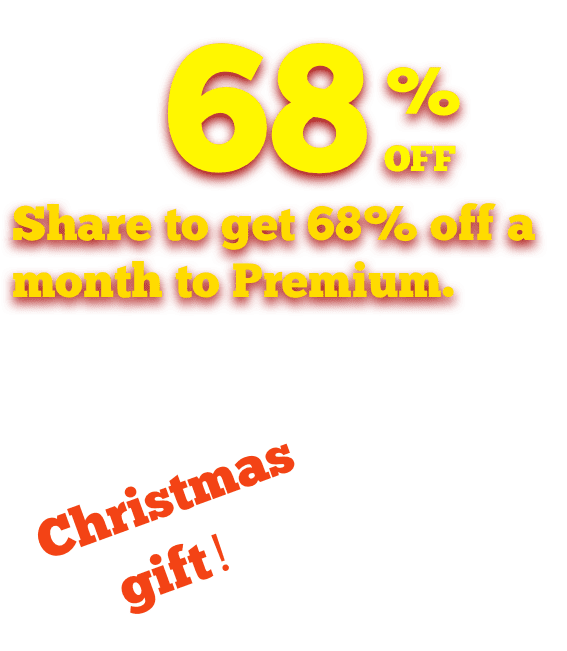 68%
OFF
Share to get 68% off a
month to Premium.
Christmas
gift!